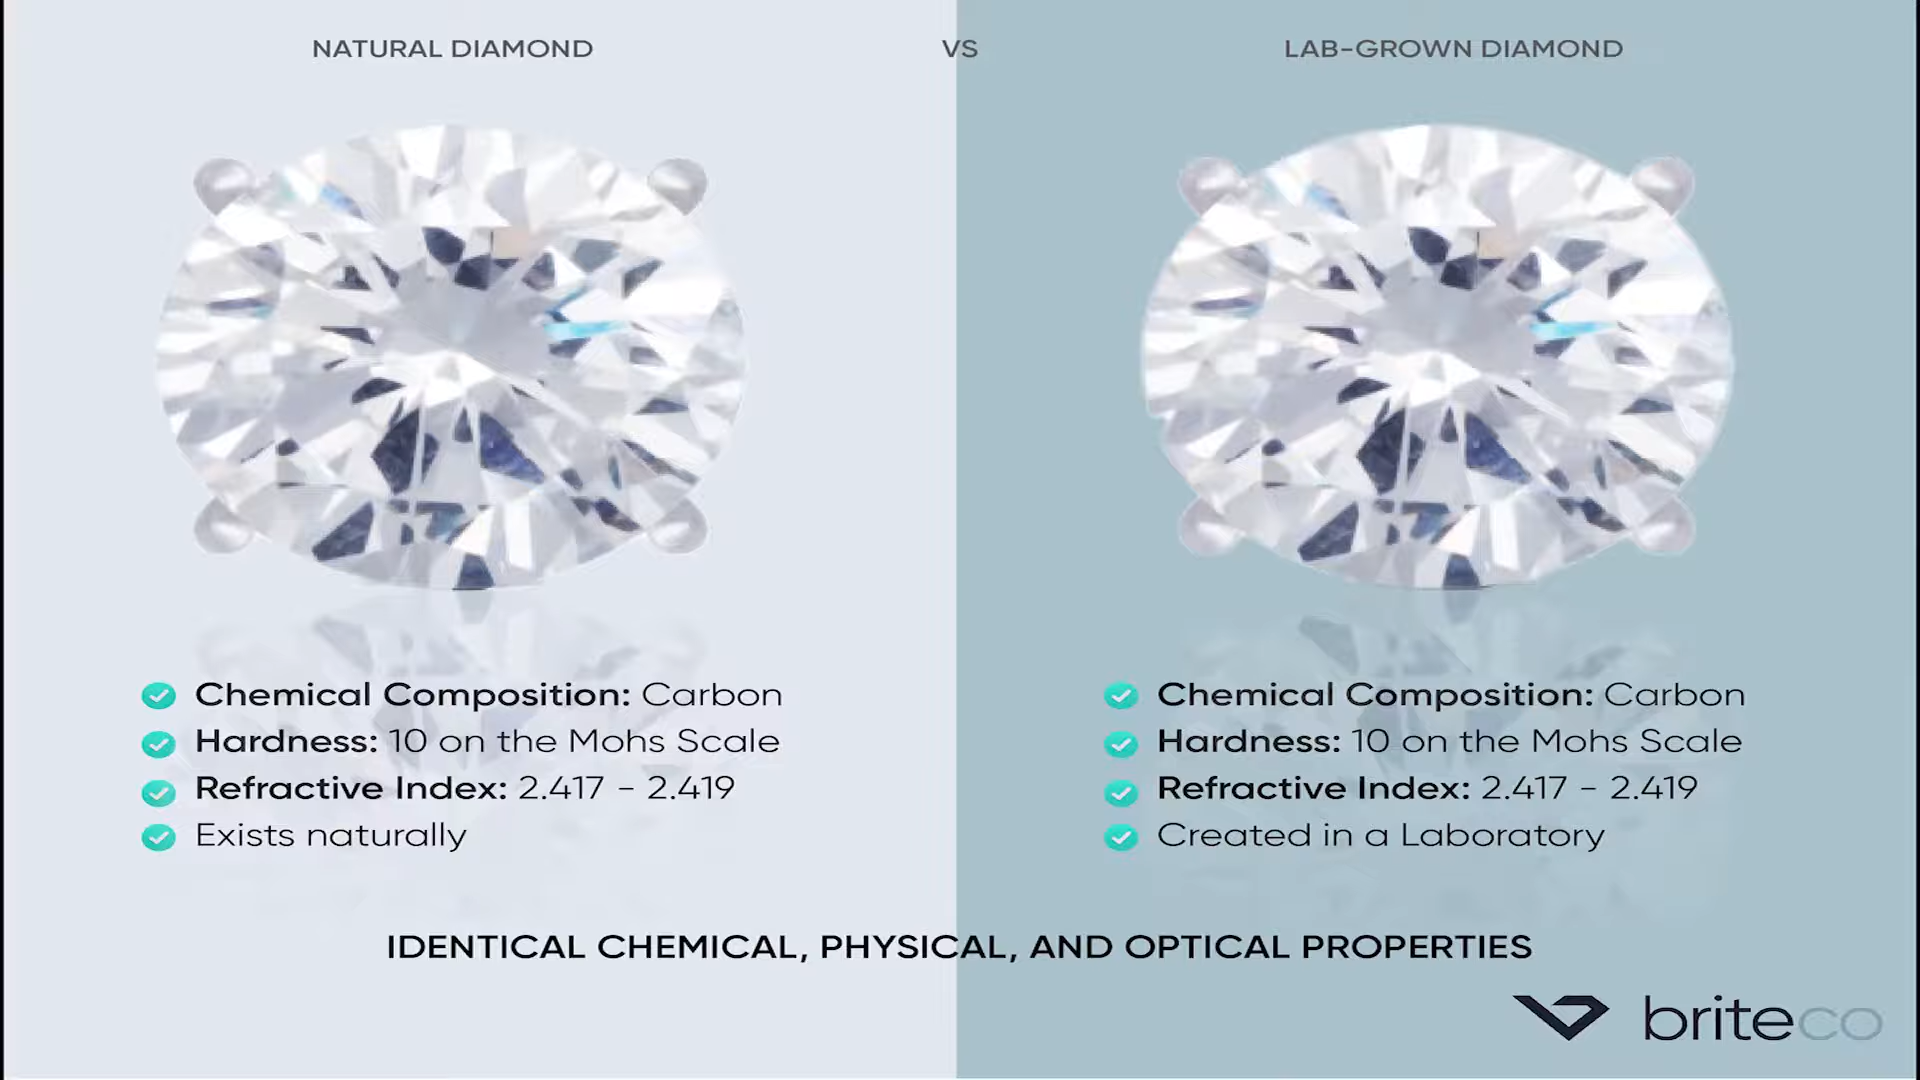 NATURAL DIAMOND
VS
LAB-GROWN DIAMOND
Chemical Composition: Carbon
Hardness: 10 on the Mohs Scale
Refractive Index: 2.417 - 2.419
Exists naturally
Chemical Composition: Carbon
Hardness: 10 on the Mohs Scale
Refractive Index: 2.417 - 2.419
Created in a Laboratory
IDENTICAL CHEMICAL, PHYSICAL, AND OPTICAL PROPERTIES
briteco